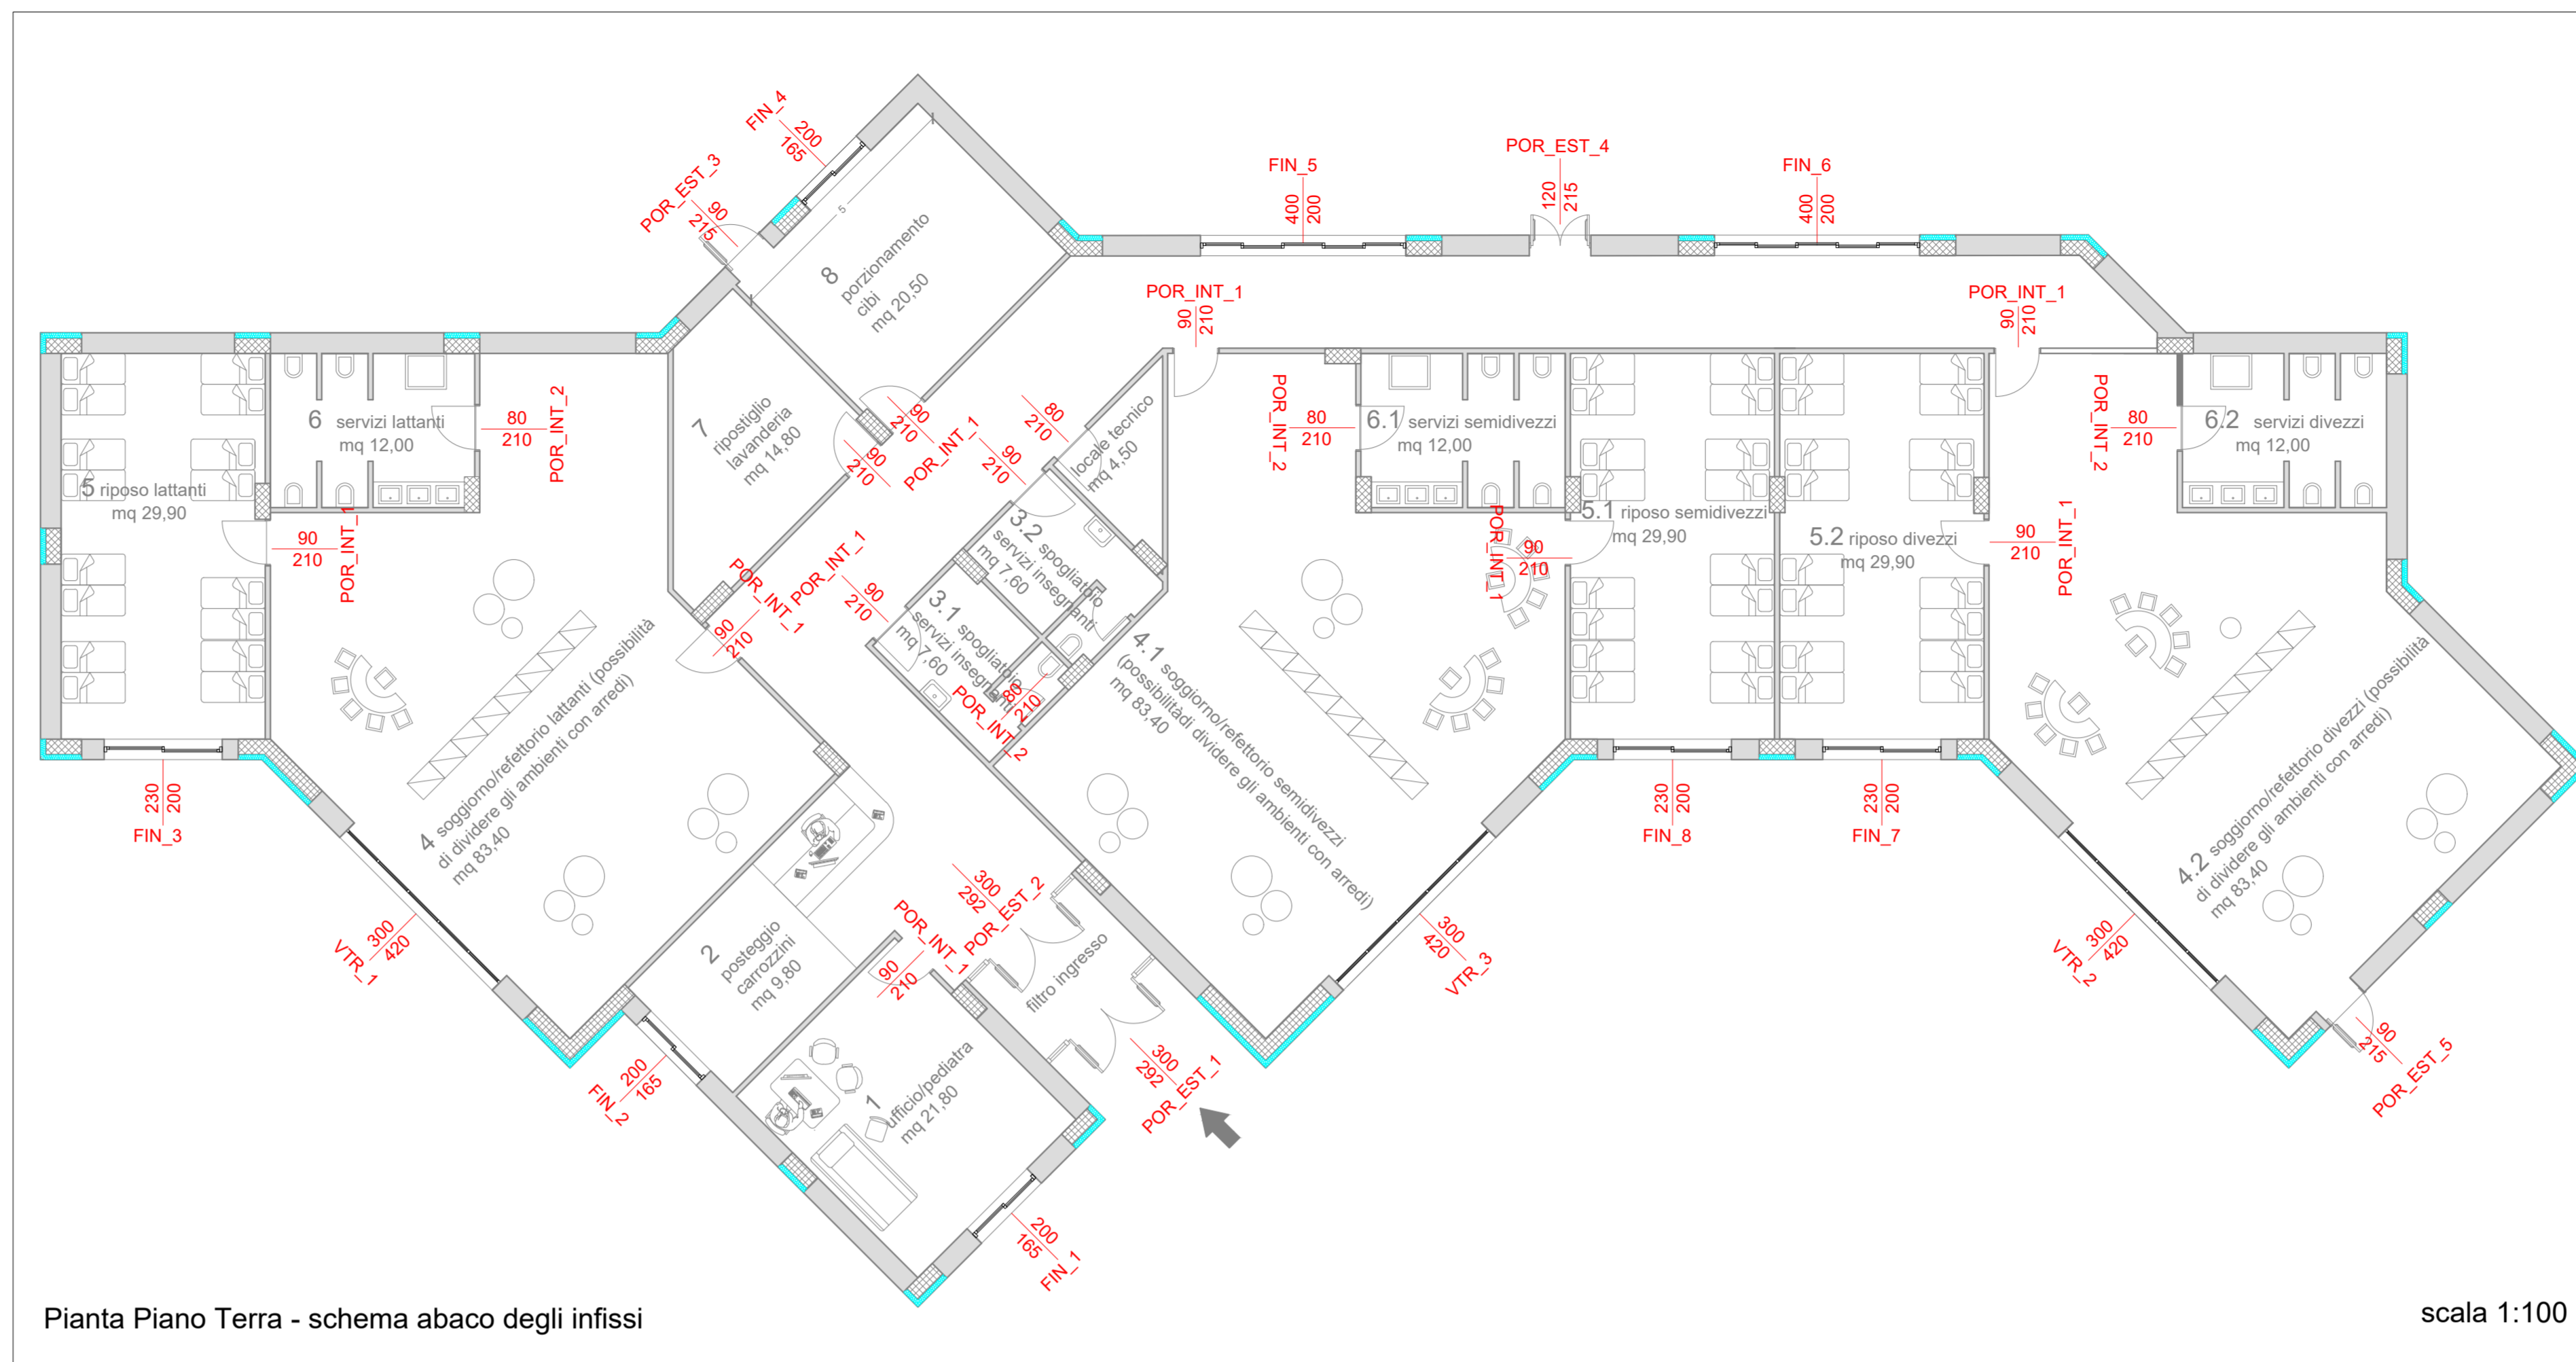 FIN_4
200
165
POR_EST_3
90
215
5
8
porzionamento
cibi
mq 20,50
FIN_5
400
200
POR_EST_4
120
215
FIN_6
400
200
POR_INT_1
90
210
POR_INT_1
90
210
5 riposo lattanti
mq 29,90
6 servizi lattanti
mq 12,00
80
210
POR_INT_2
90
210
POR_INT_1
7
ripostiglio
lavanderia
mq 14,80
90
210
90
210
POR_INT_1
80
210
90
210
locale tecnico
mq 4,50
3.2 spogliatoio
servizi insegnanti
mq 7,60
POR_INT_1
90
210
POR_INT_1
90
210
3.1 spogliatoio
servizi insegnanti
mq 7,60
80
210
POR_INT_2
POR_INT_2
80
210
6.1 servizi semidivezzi
mq 12,00
5.1 riposo semidivezzi
mq 29,90
POR_INT_1
90
210
5.2 riposo divezzi
mq 29,90
90
210
POR_INT_1
POR_INT_2
80
210
6.2 servizi divezzi
mq 12,00
4 soggiorno/refettorio lattanti (possibilità
di dividere gli ambienti con arredi)
mq 83,40
4.1 soggiorno/refettorio semidivezzi
(possibilitàdi dividere gli ambienti con arredi)
mq 83,40
4.2 soggiorno/refettorio divezzi (possibilità
di dividere gli ambienti con arredi)
mq 83,40
230
200
FIN_3
230
200
FIN_8
230
200
FIN_7
300
420
VTR_1
300
420
VTR_3
300
420
VTR_2
2
posteggio
carrozzini
mq 9,80
300
292
POR_EST_2
POR_INT_1
90
210
filtro ingresso
300
292
POR_EST_1
90
215
POR_EST_5
200
165
FIN_2
1
ufficio/pediatra
mq 21,80
200
165
FIN_1
Pianta Piano Terra - schema abaco degli infissi
scala 1:100